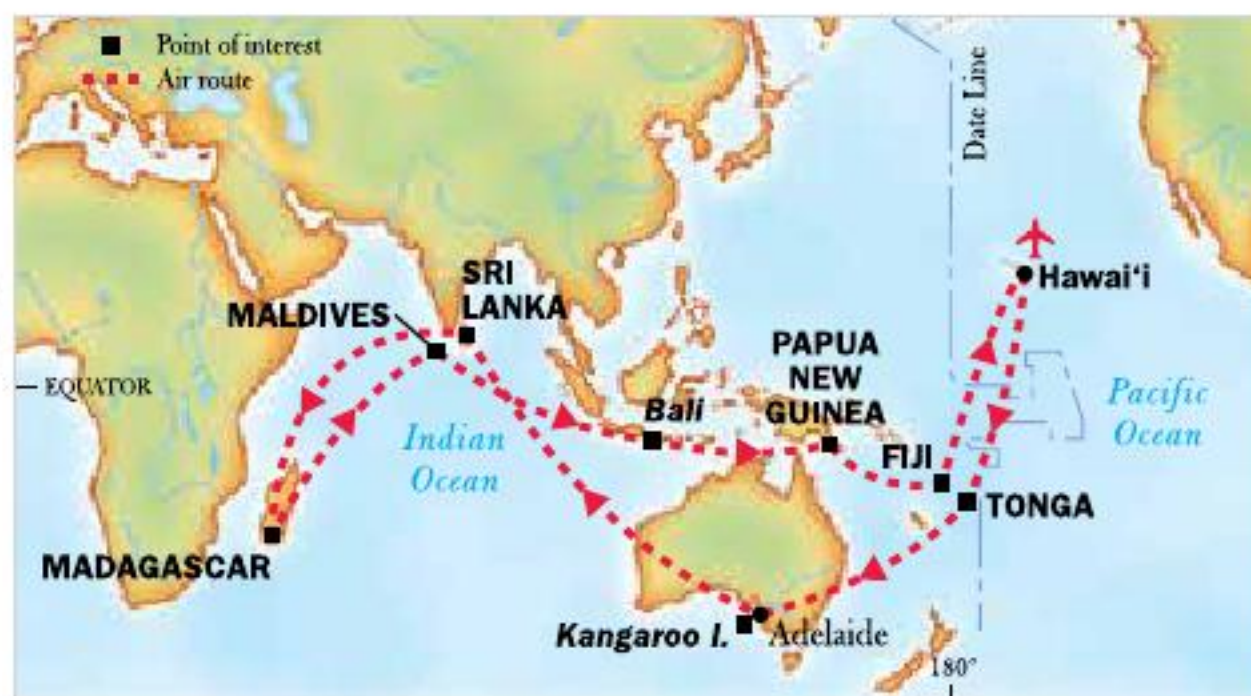 Point of interest
Air route
Date Line
SRI
LANKA
Hawai‘i
MALDIVES
PAPUA
NEW
GUINEA
EQUATOR
Bali
Pacific
Ocean
Indian
Ocean
FIJI
TONGA
MADAGASCAR
Kangaroo I.
Adelaide
180°